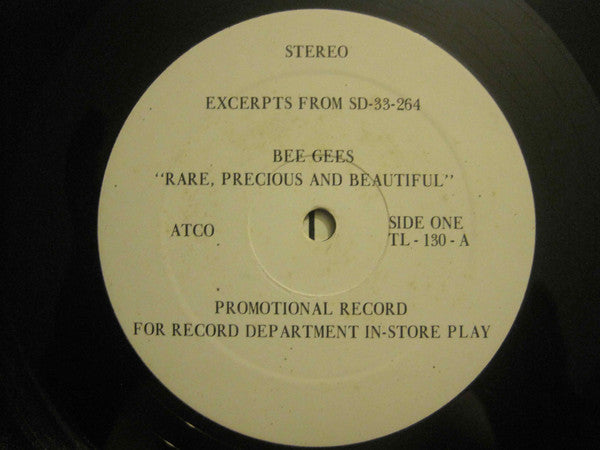 STEREO
EXCERPTS FROM SD-33-264
BEE GEES
"RARE, PRECIOUS AND BEAUTIFUL"
ATCO
SIDE ONE
TL - 130 - A
PROMOTIONAL RECORD
FOR RECORD DEPARTMENT IN-STORE PLAY